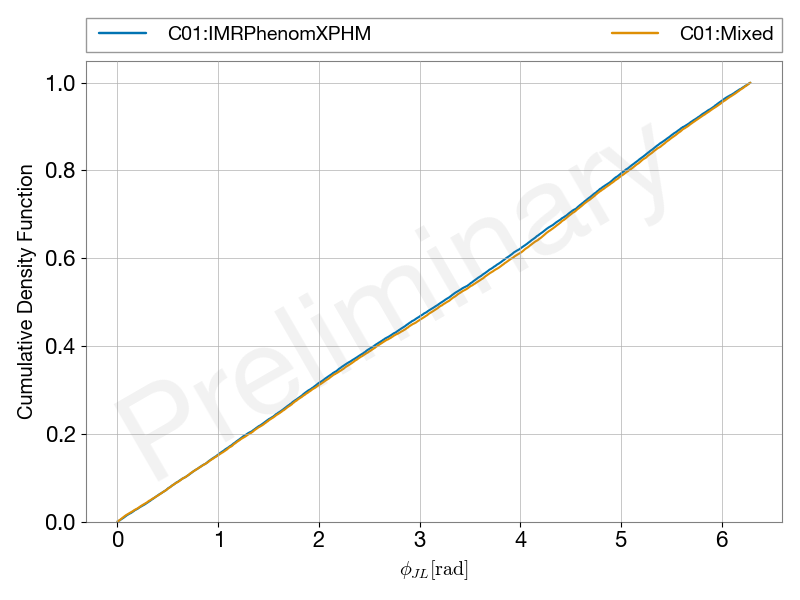 C01:IMRPhenomXPHM C01:Mixed
Preliminary
Cumulative Density Function
1.0
0.8
0.6
0.4
0.2
0.0
0 1 2 3 4 5 6
ϕ_JL [rad]